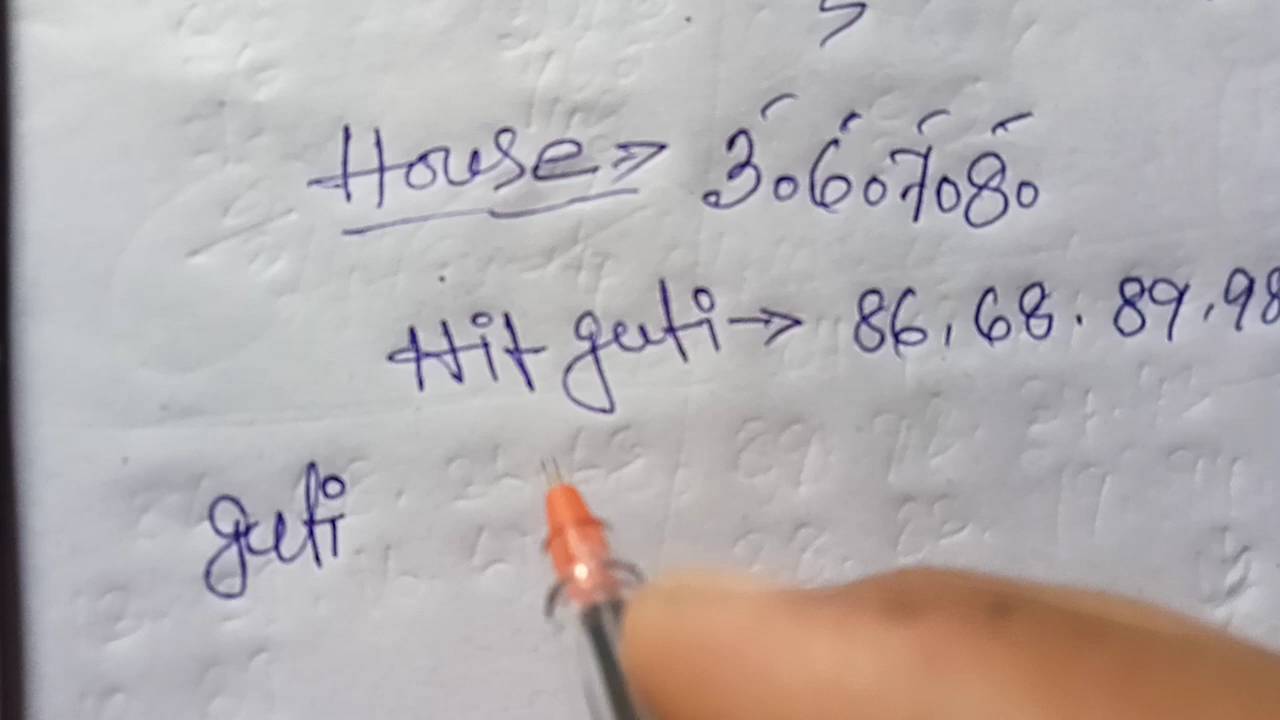 House => 30 60 70 80
Hit guti → 86. 68. 89. 98
guti